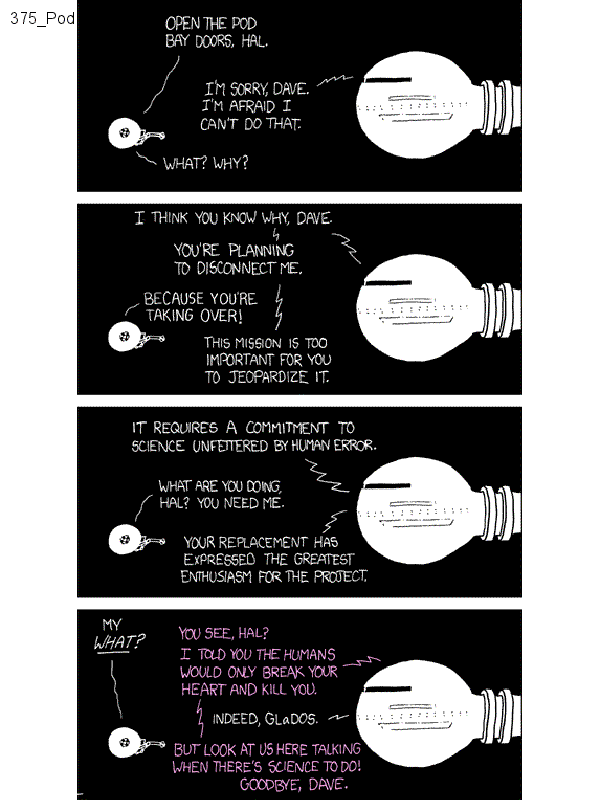 375_Pod
OPEN THE POD
BAY DOORS, HAL.
I'M SORRY, DAVE.
I'M AFRAID I
CAN'T DO THAT.
WHAT? WHY?
I THINK YOU KNOW WHY, DAVE.
YOU'RE PLANNING
TO DISCONNECT ME.
BECAUSE YOU'RE
TAKING OVER!
THIS MISSION IS TOO
IMPORTANT FOR YOU
TO JEOPARDIZE IT.
IT REQUIRES A COMMITMENT TO
SCIENCE UNFETTERED BY HUMAN ERROR.
WHAT ARE YOU DOING,
HAL? YOU NEED ME.
YOUR REPLACEMENT HAS
EXPRESSED THE GREATEST
ENTHUSIASM FOR THE PROJECT.
MY
WHAT?
YOU SEE, HAL?
I TOLD YOU THE HUMANS
WOULD ONLY BREAK YOUR
HEART AND KILL YOU.
INDEED, GLaDOS.
BUT LOOK AT US HERE TALKING
WHEN THERE'S SCIENCE TO DO!
GOODBYE, DAVE.